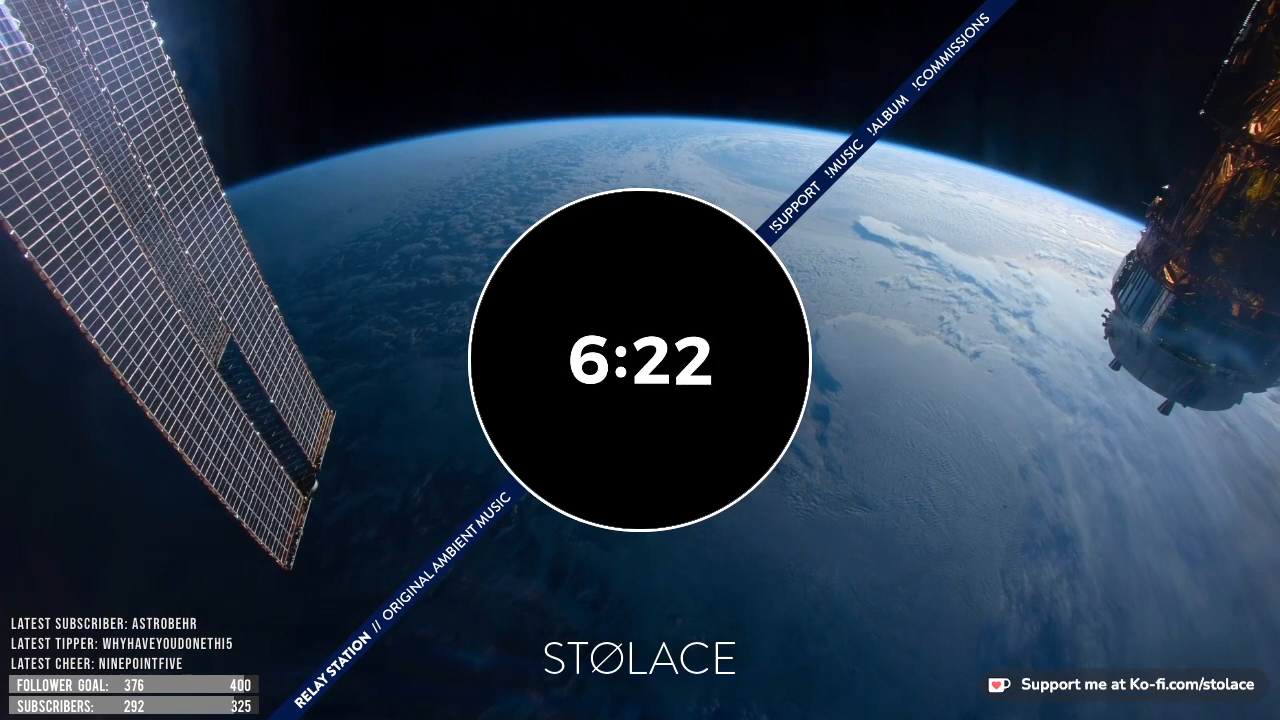 !SUPPORT !MUSIC !ALBUM !COMMISSIONS
6:22
RELAY STATION // ORIGINAL AMBIENT MUSIC
STØLACE
LATEST SUBSCRIBER: ASTROBEHR
LATEST TIPPER: WHYHAVEYOUDONETHI5
LATEST CHEER: NINEPOINTFIVE
FOLLOWER GOAL: 376 400
SUBSCRIBERS: 292 325
Support me at Ko-fi.com/stolace